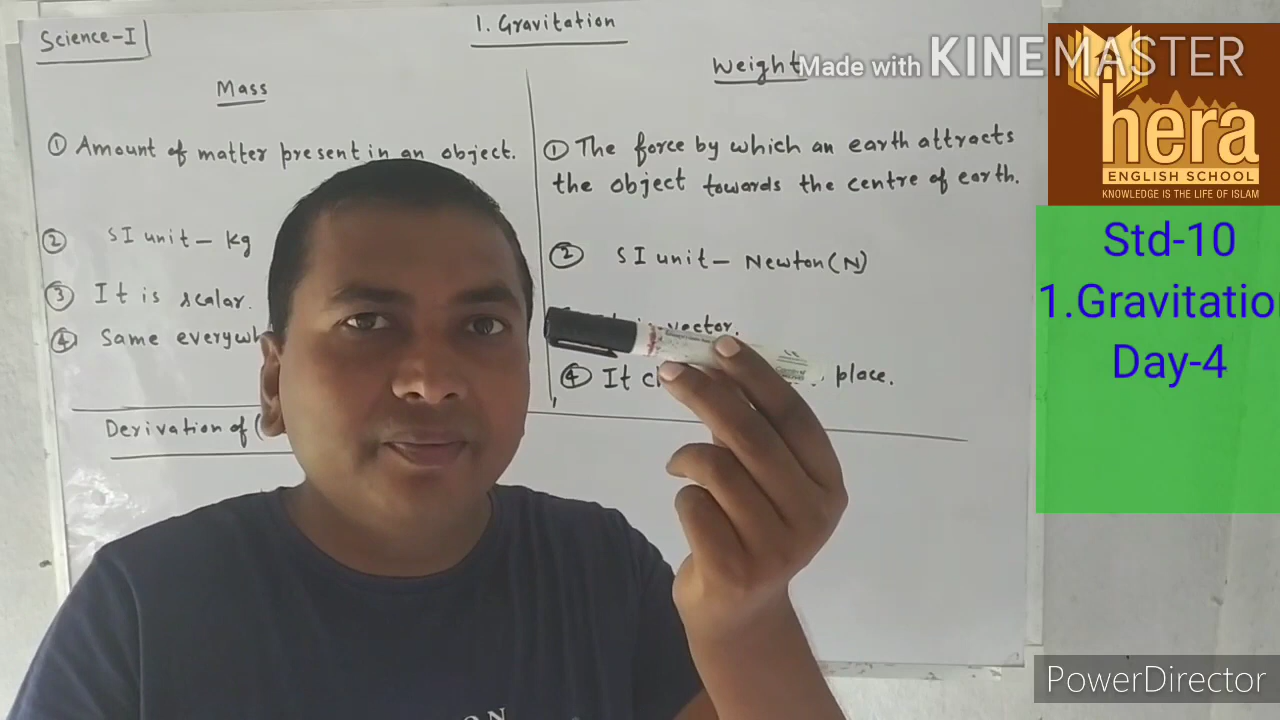 Science-I
1. Gravitation
Mass
① Amount of matter present in an object.
② SI unit - kg
③ It is scalar.
④ Same
Derivation of (
Weight
① The force by which an earth attracts
the object towards the centre of earth.
② SI unit - Newton (N)
vector.
④ It place.
Made with KINEMASTER
hera
ENGLISH SCHOOL
KNOWLEDGE IS THE LIFE OF ISLAM
Std-10
1.Gravitation
Day-4
PowerDirector